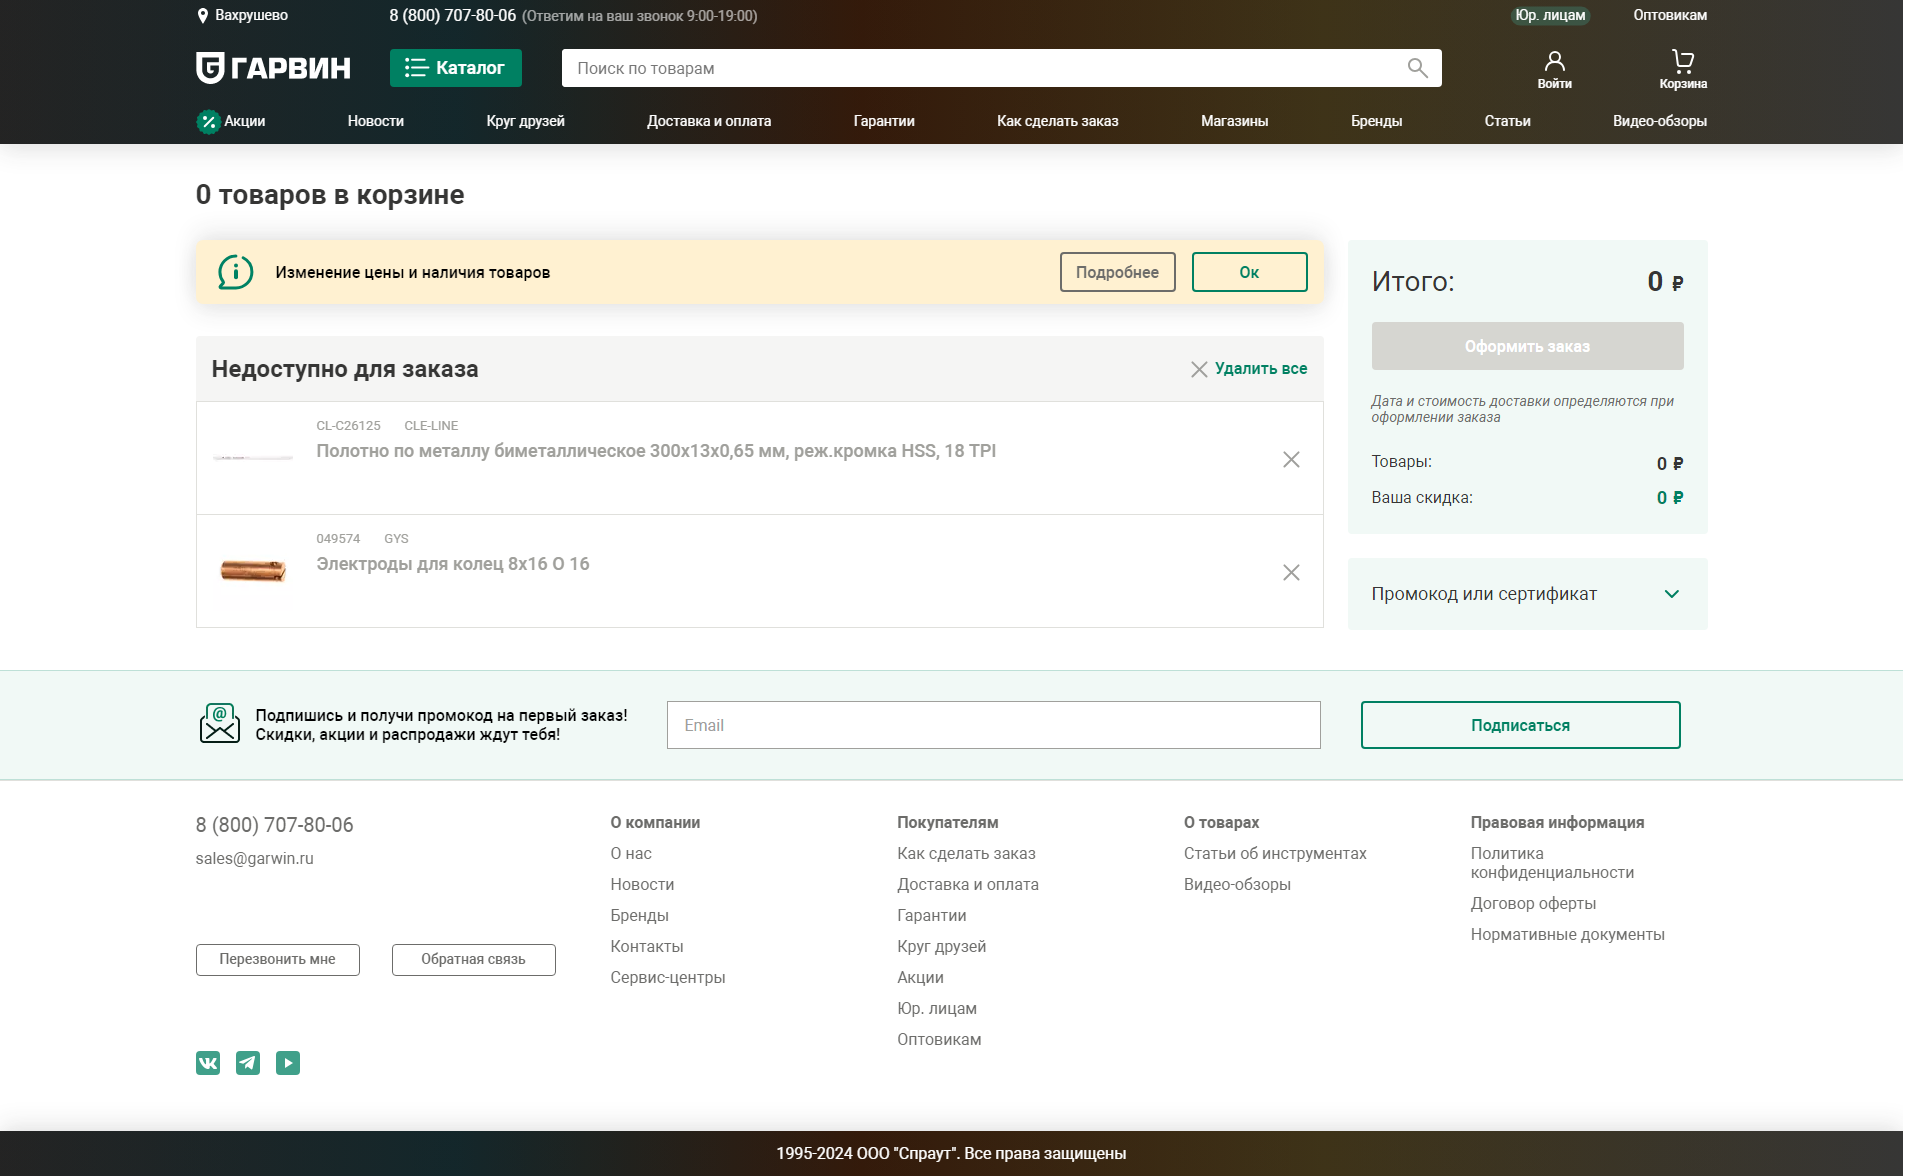 Вахрушево
8 (800) 707-80-06 (Ответим на ваш звонок 9:00-19:00)
Юр. лицам
Оптовикам
ГАРВИН
Каталог
Поиск по товарам
Войти
Корзина
Акции
Новости
Круг друзей
Доставка и оплата
Гарантии
Как сделать заказ
Магазины
Бренды
Статьи
Видео-обзоры
0 товаров в корзине
Изменение цены и наличия товаров
Подробнее
Ок
Недоступно для заказа
Удалить все
CL-C26125 CLE-LINE
Полотно по металлу биметаллическое 300x13x0,65 мм, реж.кромка HSS, 18 TPI
049574 GYS
Электроды для колец 8x16 O 16
Итого: 0 ₽
Оформить заказ
Дата и стоимость доставки определяются при
оформлении заказа
Товары: 0 ₽
Ваша скидка: 0 ₽
Промокод или сертификат
Подпишись и получи промокод на первый заказ!
Скидки, акции и распродажи ждут тебя!
Email
Подписаться
8 (800) 707-80-06
sales@garwin.ru
Перезвонить мне
Обратная связь
О компании
О нас
Новости
Бренды
Контакты
Сервис-центры
Покупателям
Как сделать заказ
Доставка и оплата
Гарантии
Круг друзей
Акции
Юр. лицам
Оптовикам
О товарах
Статьи об инструментах
Видео-обзоры
Правовая информация
Политика
конфиденциальности
Договор оферты
Нормативные документы
1995-2024 ООО "Спраут". Все права защищены